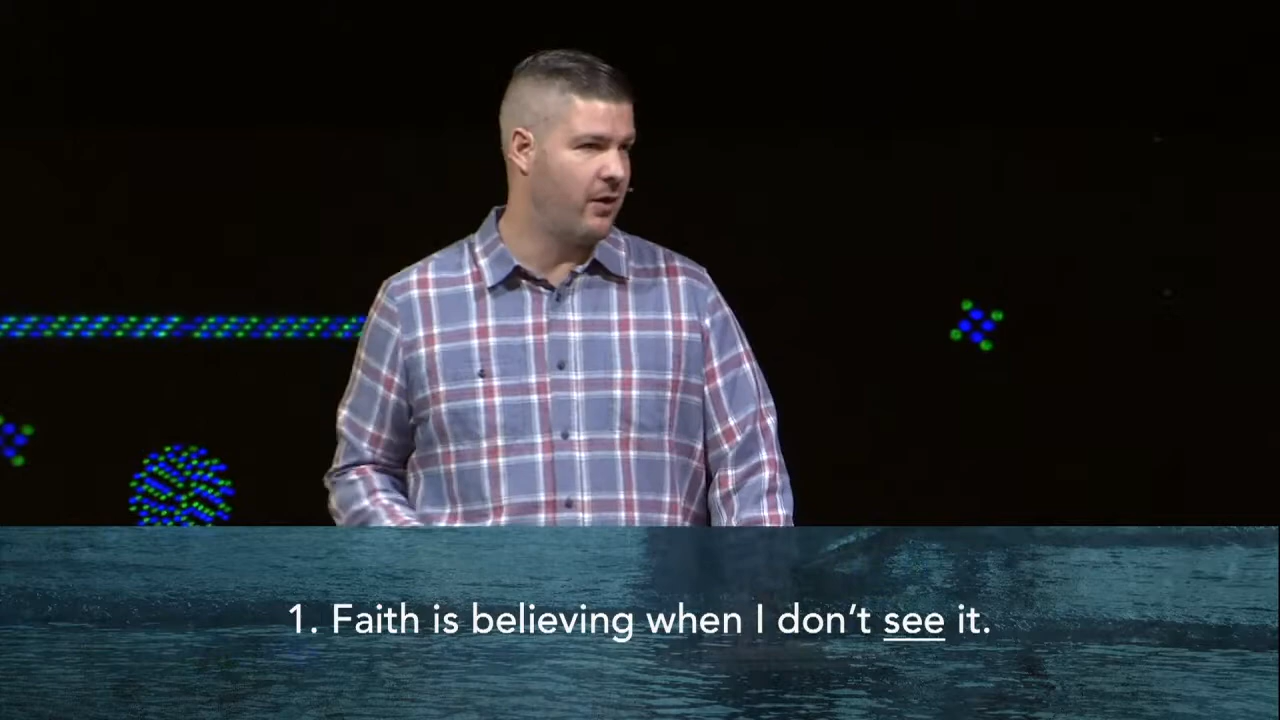 1. Faith is believing when I don’t see it.